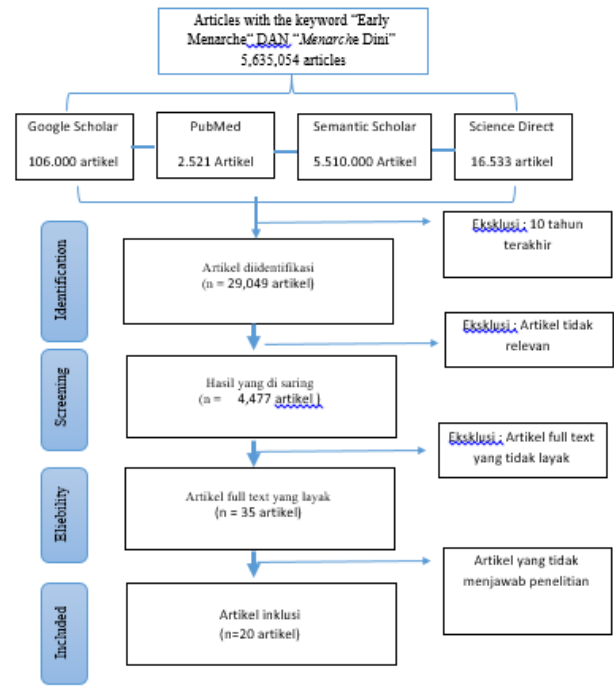 Articles with the keyword “Early
Menarche“ DAN “Menarche Dini”
5,635,054 articles
Google Scholar
106.000 artikel
PubMed
2.521 Artikel
Semantic Scholar
5.510.000 Artikel
Science Direct
16.533 artikel
Eksklusi : 10 tahun
terakhir
Identification
Artikel diidentifikasi
(n = 29,049 artikel)
Eksklusi : Artikel tidak
relevan
Screening
Hasil yang di saring
(n = 4,477 artikel )
Eksklusi : Artikel full text
yang tidak layak
Eliebility
Artikel full text yang layak
(n = 35 artikel)
Artikel yang tidak
menjawab penelitian
Included
Artikel inklusi
(n=20 artikel)